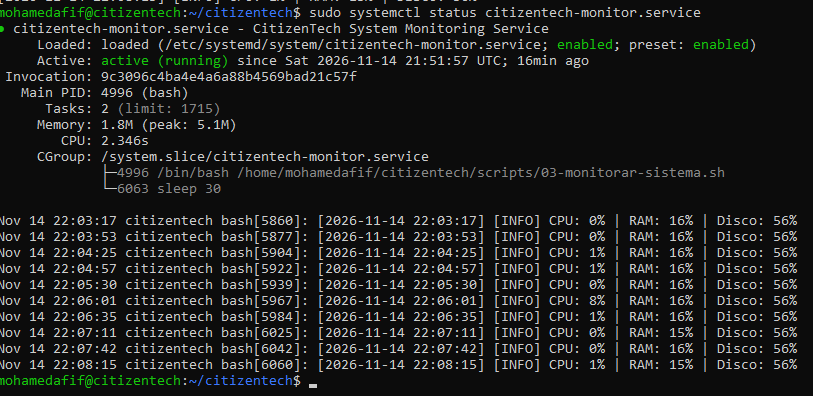 mohamedafif@citizentech:~/citizentech$ sudo systemctl status citizentech-monitor.service
● citizentech-monitor.service - CitizenTech System Monitoring Service
Loaded: loaded (/etc/systemd/system/citizentech-monitor.service; enabled; preset: enabled)
Active: active (running) since Sat 2026-11-14 21:51:57 UTC; 16min ago
Invocation: 9c3096c4ba4e4a6a88b4569bad21c57f
Main PID: 4996 (bash)
Tasks: 2 (limit: 1715)
Memory: 1.8M (peak: 5.1M)
CPU: 2.346s
CGroup: /system.slice/citizentech-monitor.service
├─4996 /bin/bash /home/mohamedafif/citizentech/scripts/03-monitorar-sistema.sh
└─6063 sleep 30
Nov 14 22:03:17 citizentech bash[5860]: [2026-11-14 22:03:17] [INFO] CPU: 0% | RAM: 16% | Disco: 56%
Nov 14 22:03:53 citizentech bash[5877]: [2026-11-14 22:03:53] [INFO] CPU: 0% | RAM: 16% | Disco: 56%
Nov 14 22:04:25 citizentech bash[5904]: [2026-11-14 22:04:25] [INFO] CPU: 1% | RAM: 16% | Disco: 56%
Nov 14 22:04:57 citizentech bash[5922]: [2026-11-14 22:04:57] [INFO] CPU: 1% | RAM: 16% | Disco: 56%
Nov 14 22:05:30 citizentech bash[5939]: [2026-11-14 22:05:30] [INFO] CPU: 0% | RAM: 16% | Disco: 56%
Nov 14 22:06:01 citizentech bash[5967]: [2026-11-14 22:06:01] [INFO] CPU: 8% | RAM: 16% | Disco: 56%
Nov 14 22:06:35 citizentech bash[5984]: [2026-11-14 22:06:35] [INFO] CPU: 1% | RAM: 16% | Disco: 56%
Nov 14 22:07:11 citizentech bash[6025]: [2026-11-14 22:07:11] [INFO] CPU: 0% | RAM: 15% | Disco: 56%
Nov 14 22:07:42 citizentech bash[6042]: [2026-11-14 22:07:42] [INFO] CPU: 0% | RAM: 16% | Disco: 56%
Nov 14 22:08:15 citizentech bash[6060]: [2026-11-14 22:08:15] [INFO] CPU: 1% | RAM: 15% | Disco: 56%
mohamedafif@citizentech:~/citizentech$